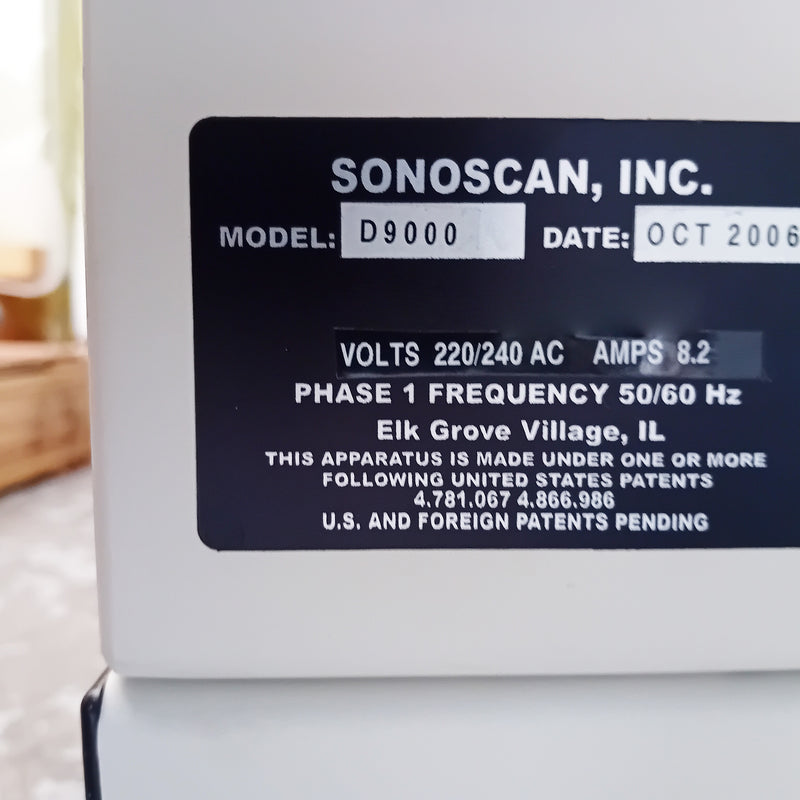 SONOSCAN, INC.
MODEL: D9000 DATE: OCT 2006
VOLTS 220/240 AC AMPS 8.2
PHASE 1 FREQUENCY 50/60 Hz
Elk Grove Village, IL
THIS APPARATUS IS MADE UNDER ONE OR MORE
FOLLOWING UNITED STATES PATENTS
4.781.067 4.866.986
U.S. AND FOREIGN PATENTS PENDING